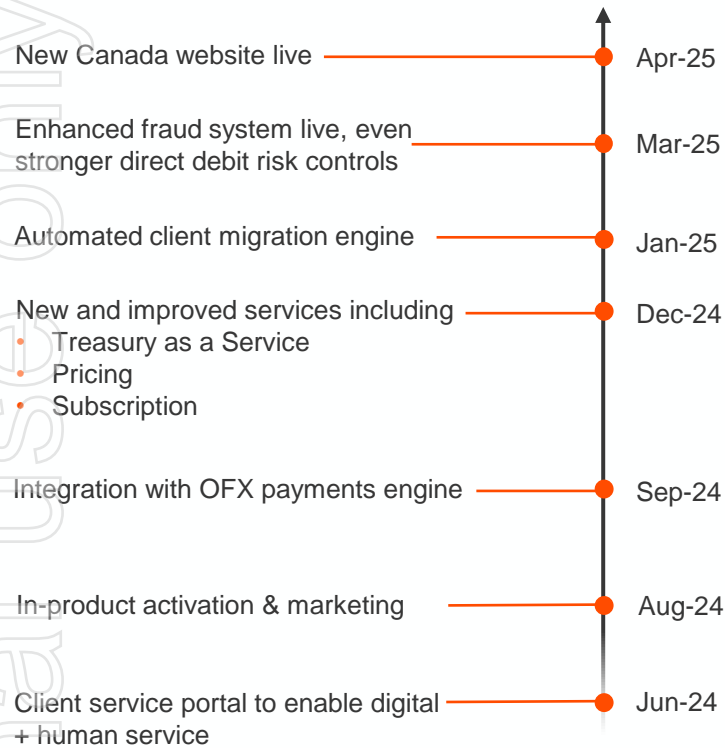 New Canada website live
Apr-25
Enhanced fraud system live, even
stronger direct debit risk controls
Mar-25
Automated client migration engine
Jan-25
New and improved services including
Dec-24
• Treasury as a Service
• Pricing
• Subscription
Integration with OFX payments engine
Sep-24
In-product activation & marketing
Aug-24
Client service portal to enable digital
+ human service
Jun-24
use only